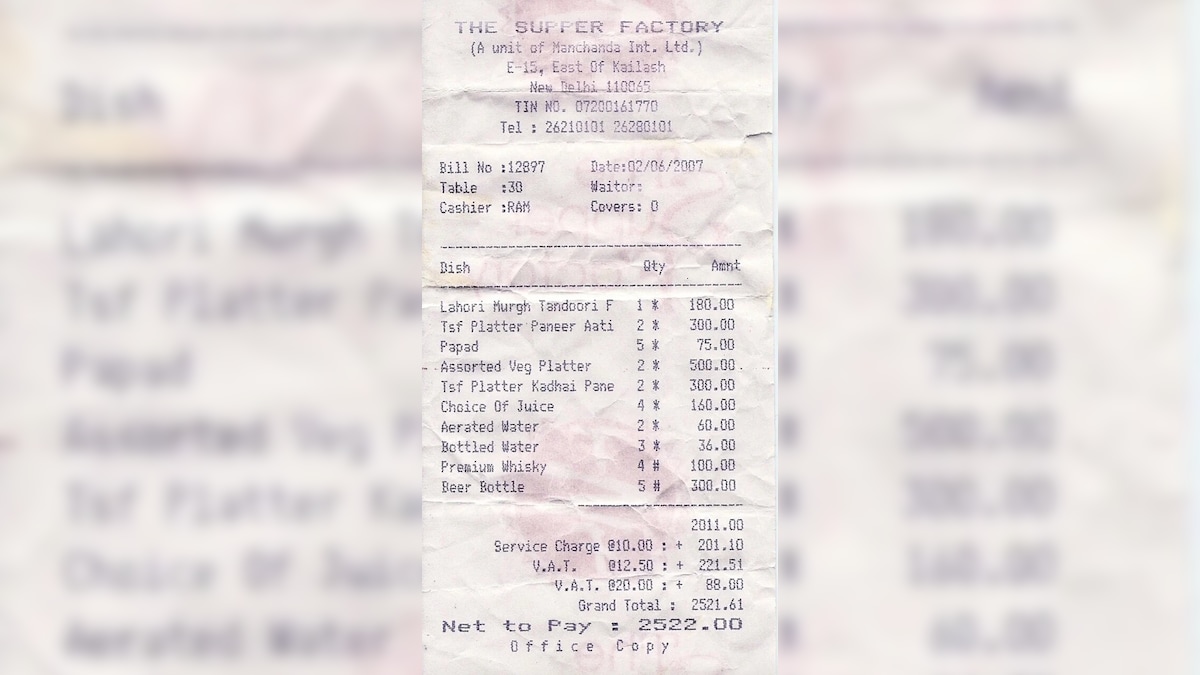 THE SUPPER FACTORY
(A unit of Manchanda Int. Ltd.)
E-15, East Of Kailash
New Delhi 110065
TIN NO. 07200161770
Tel : 26210101 26280101
Bill No :12897 Date:02/06/2007
Table :30 Waitor:
Cashier :RAM Covers: 0
Dish Qty Amnt
Lahori Murgh Tandoori F 1 * 180.00
Tsf Platter Paneer Aati 2 * 300.00
Papad 5 * 75.00
Assorted Veg Platter 2 * 500.00
Tsf Platter Kadhai Pane 2 * 300.00
Choice Of Juice 4 * 160.00
Aerated Water 2 * 60.00
Bottled Water 3 * 36.00
Premium Whisky 4 # 100.00
Beer Bottle 5 # 300.00
2011.00
Service Charge @10.00 : + 201.10
V.A.T. @12.50 : + 221.51
V.A.T. @20.00 : + 88.00
Grand Total : 2521.61
Net to Pay : 2522.00
Office Copy